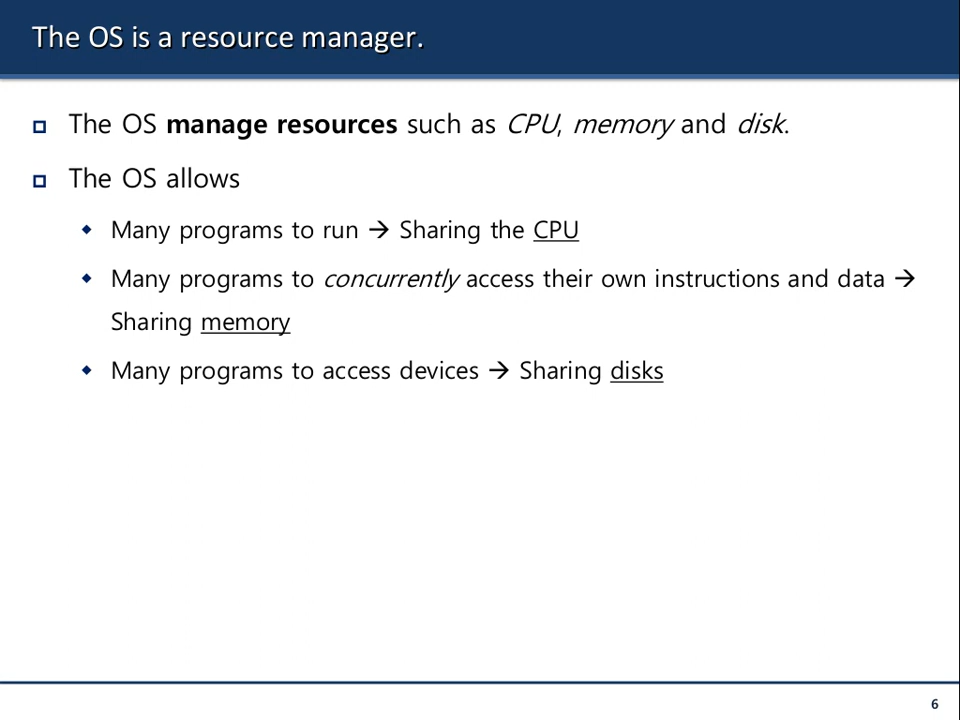 The OS is a resource manager.
The OS manage resources such as CPU, memory and disk.
The OS allows
Many programs to run → Sharing the CPU
Many programs to concurrently access their own instructions and data →
Sharing memory
Many programs to access devices → Sharing disks
6